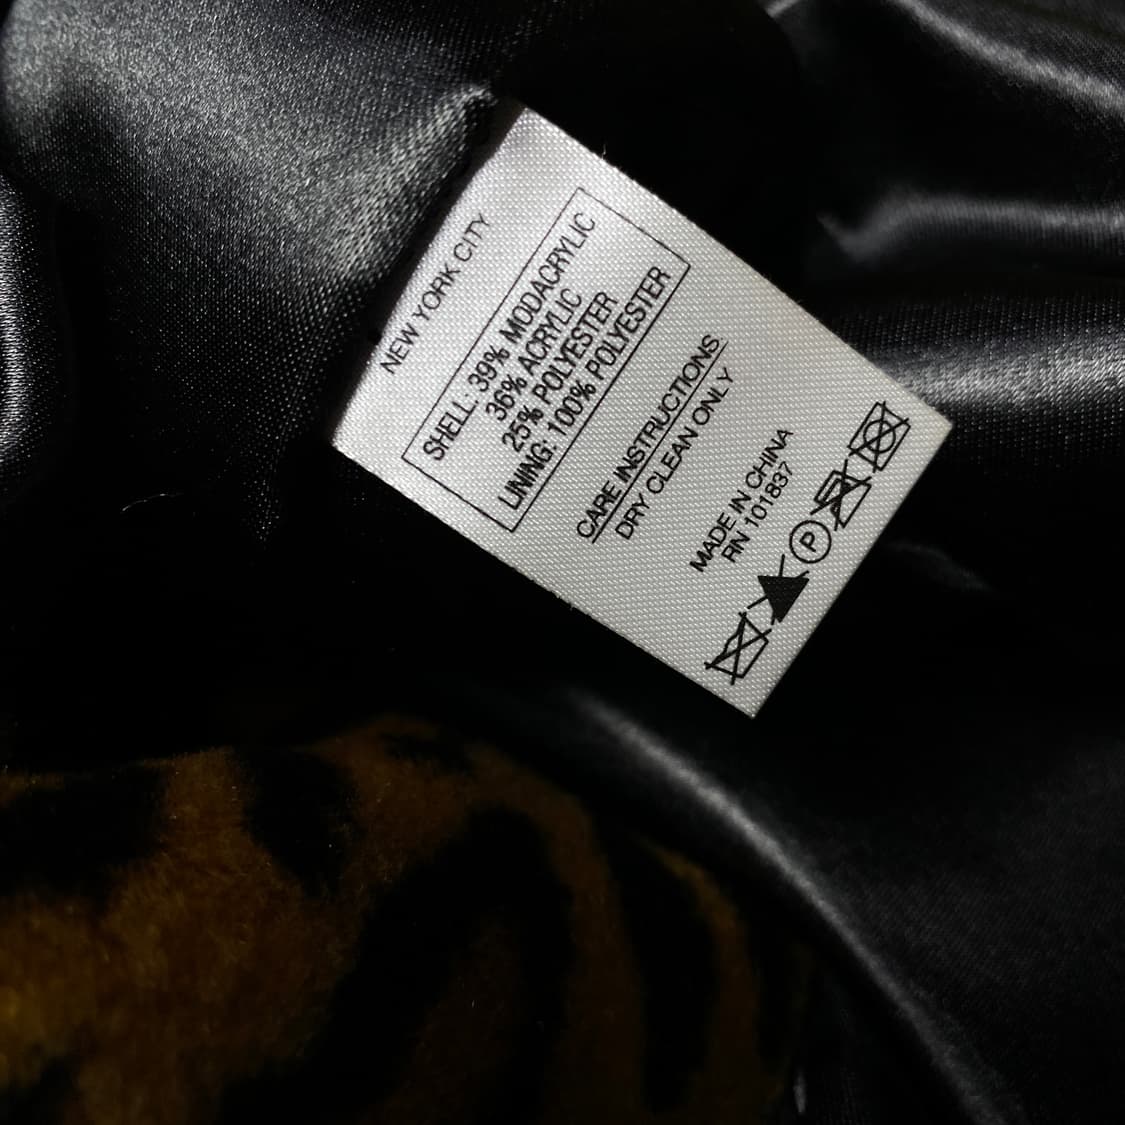 NEW YORK CITY
SHELL: 39% MODACRYLIC
36% ACRYLIC
25% POLYESTER
LINING: 100% POLYESTER
CARE INSTRUCTIONS
DRY CLEAN ONLY
MADE IN CHINA
RN 101837
P